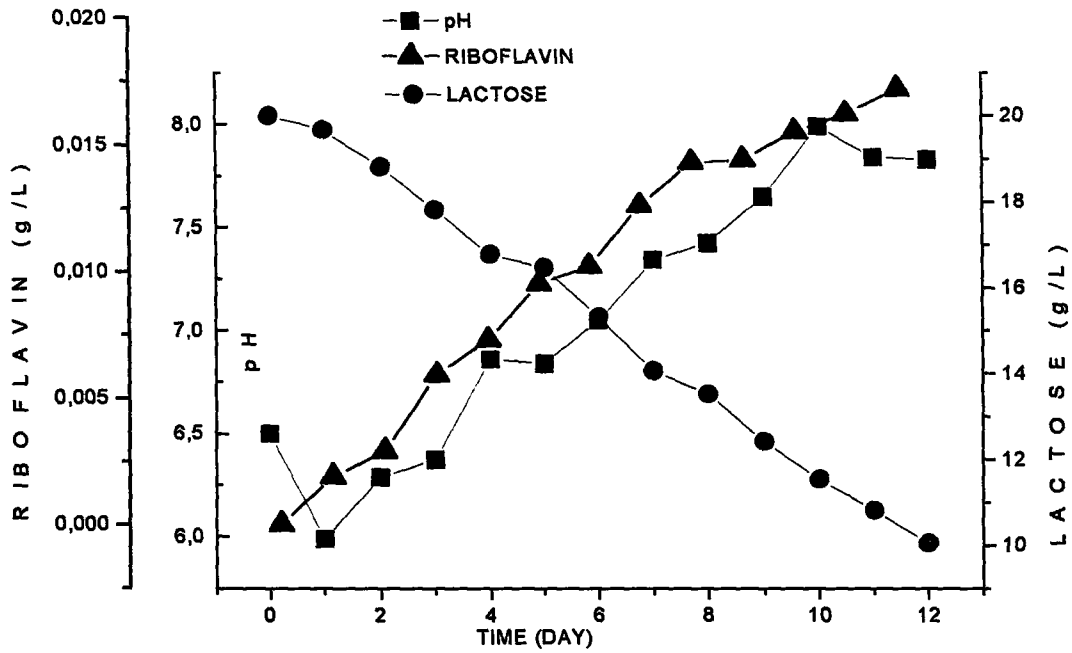 0,020
pH
RIBOFLAVIN
LACTOSE
8,0
20
0,015
18
7,5
0,010
16
7,0
14
0,005
6,5
12
0,000
6,0
10
RIBOFLAVIN (g/L)
pH
LACTOSE (g/L)
0 2 4 6 8 10 12
TIME (DAY)